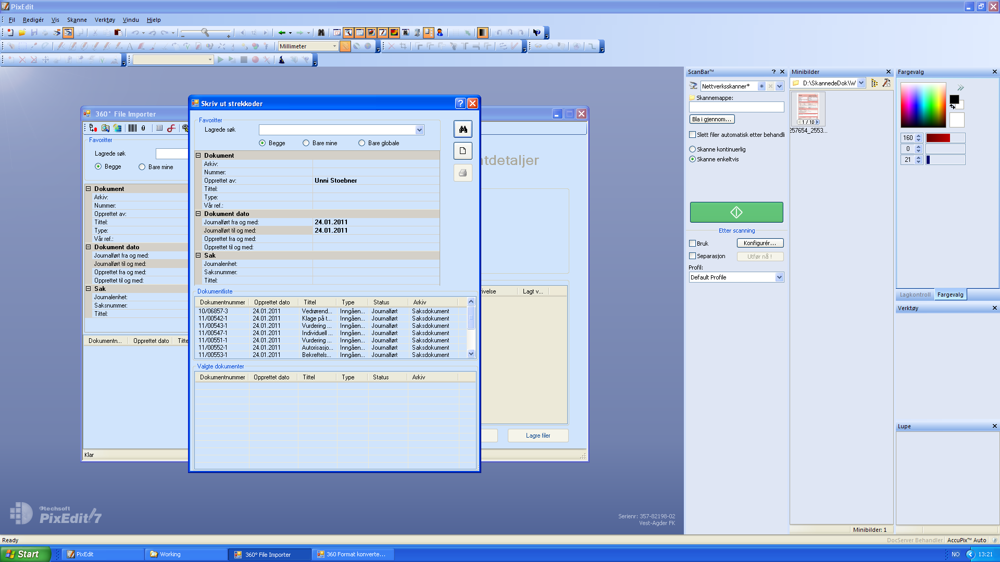 PixEdit
Fil Redigér Vis Skanne Verktøy Vindu Hjelp
12
Millimeter
ScanBar™ ?
Nettverksskanner*
Skannemappe:
Bla i gjennom...
Slett filer automatisk etter behandli
Skanne kontinuerlig
Skanne enkeltvis
Etter scanning
Bruk Konfigurér...
Separasjon Utfør nå !
Profil:
Default Profile
Minibilder
D:\SkannedeDok\W
1 / 10
257654_2553...
Minibilder: 1
Fargevalg
160
0
21
Lagkontroll Fargevalg
Verktøy
Lupe
360° File Importer
Favoritter
Lagrede søk
Begge Bare mine
Dokument
Arkiv:
Nummer:
Opprettet av:
Tittel:
Type:
Vår ref.:
Dokument dato
Journalført fra og med:
Journalført til og med:
Opprettet fra og med:
Opprettet til og med:
Sak
Journalenhet:
Saksnummer:
Tittel:
Dokumentn... Opprettet dato Titte
Klar
ntdetaljer
rivelse Lagt v...
Lagre filer
Skriv ut strekkoder
?
Favoritter
Lagrede søk
Begge Bare mine Bare globale
Dokument
Arkiv:
Nummer:
Opprettet av: Unni Stoebner
Tittel:
Type:
Vår ref.:
Dokument dato
Journalført fra og med: 24.01.2011
Journalført til og med: 24.01.2011
Opprettet fra og med:
Opprettet til og med:
Sak
Journalenhet:
Saksnummer:
Tittel:
Dokumentliste
Dokumentnummer Opprettet dato Tittel Type Status Arkiv
10/06857-3 24.01.2011 Vedrørend... Inngåen... Journalført Saksdokument
11/00542-1 24.01.2011 Klage på t... Inngåen... Journalført Saksdokument
11/00543-1 24.01.2011 Vurdering ... Inngåen... Journalført Saksdokument
11/00547-1 24.01.2011 Individuell ... Inngåen... Journalført Saksdokument
11/00551-1 24.01.2011 Vurdering ... Inngåen... Journalført Saksdokument
11/00552-1 24.01.2011 Autorisasjo... Inngåen... Journalført Saksdokument
11/00553-1 24.01.2011 Bekreftels... Inngåen... Journalført Saksdokument
Valgte dokumenter
Dokumentnummer Opprettet dato Tittel Type Status Arkiv
techsoft
PixEdit 7
Serienr: 357-82198-02
Vest-Agder FK
Ready
DocServer Behandler AccuPix™ Auto
Start PixEdit Working 360° File Importer 360 Format konverte... NO 13:21